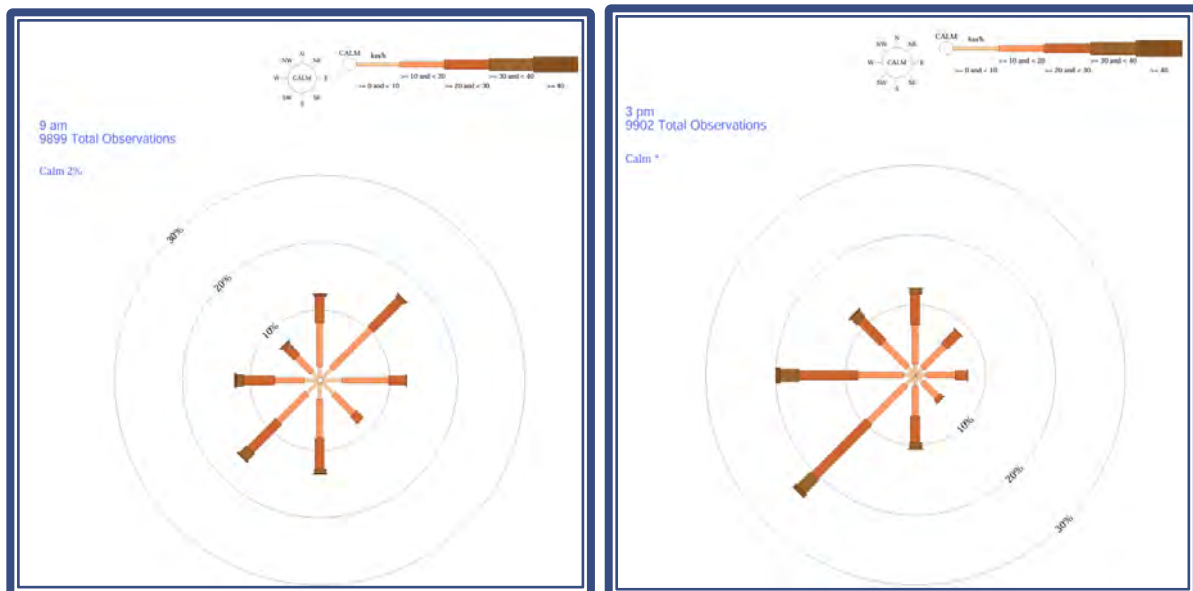 N
NW NE
W CALM E
SW SE
S
CALM
km/h
>= 10 and < 20
>= 30 and < 40
>= 0 and < 10
>= 20 and < 30
>= 40
9 am
9899 Total Observations
Calm 2%
30%
20%
10%
N
NW NE
W CALM E
S
CALM
km/h
>= 10 and < 20
>= 30 and < 40
>= 0 and < 10
>= 20 and < 30
>= 40
3 pm
9902 Total Observations
Calm *
10%
20%
30%